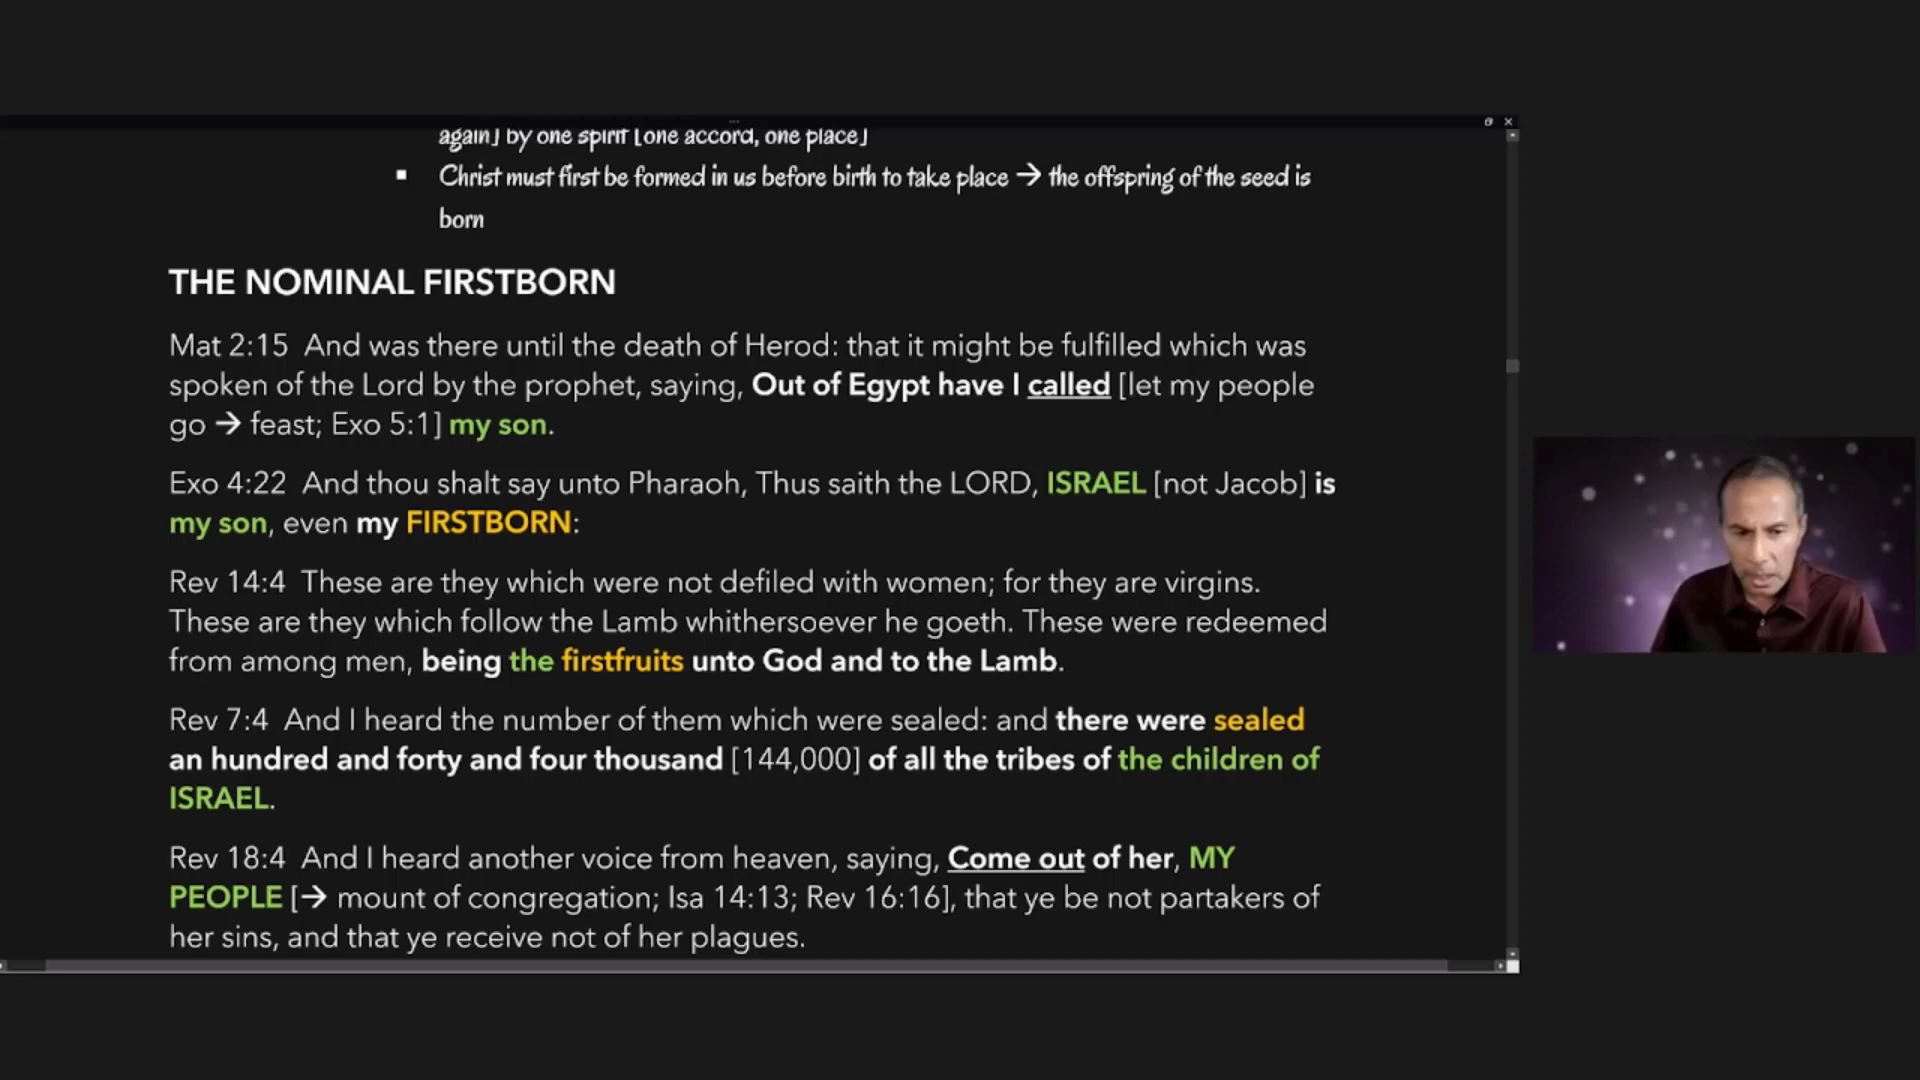 again] by one spirit [one accord, one place]
▪ Christ must first be formed in us before birth to take place → the offspring of the seed is
born
THE NOMINAL FIRSTBORN
Mat 2:15 And was there until the death of Herod: that it might be fulfilled which was
spoken of the Lord by the prophet, saying, Out of Egypt have I called [let my people
go → feast; Exo 5:1] my son.
Exo 4:22 And thou shalt say unto Pharaoh, Thus saith the LORD, ISRAEL [not Jacob] is
my son, even my FIRSTBORN:
Rev 14:4 These are they which were not defiled with women; for they are virgins.
These are they which follow the Lamb whithersoever he goeth. These were redeemed
from among men, being the firstfruits unto God and to the Lamb.
Rev 7:4 And I heard the number of them which were sealed: and there were sealed
an hundred and forty and four thousand [144,000] of all the tribes of the children of
ISRAEL.
Rev 18:4 And I heard another voice from heaven, saying, Come out of her, MY
PEOPLE [→ mount of congregation; Isa 14:13; Rev 16:16], that ye be not partakers of
her sins, and that ye receive not of her plagues.